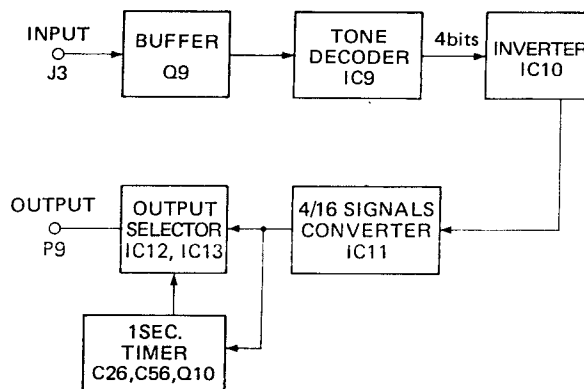 INPUT
J3
BUFFER
Q9
TONE
DECODER
IC9
4bits
INVERTER
IC10
OUTPUT
P9
OUTPUT
SELECTOR
IC12, IC13
4/16 SIGNALS
CONVERTER
IC11
1SEC.
TIMER
C26,C56,Q10